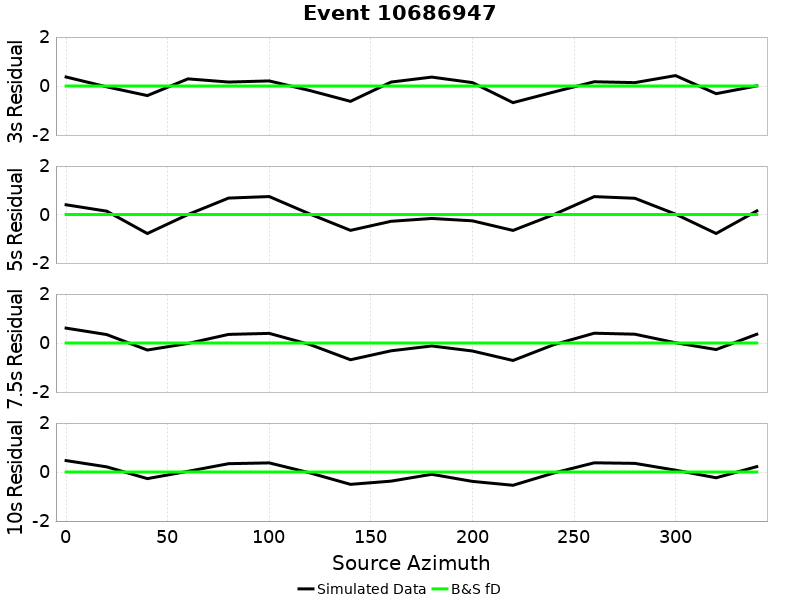 Event 10686947
2
0
-2
3s Residual
2
0
-2
5s Residual
2
0
-2
7.5s Residual
2
0
-2
10s Residual
0 50 100 150 200 250 300
Source Azimuth
Simulated Data B&S fD